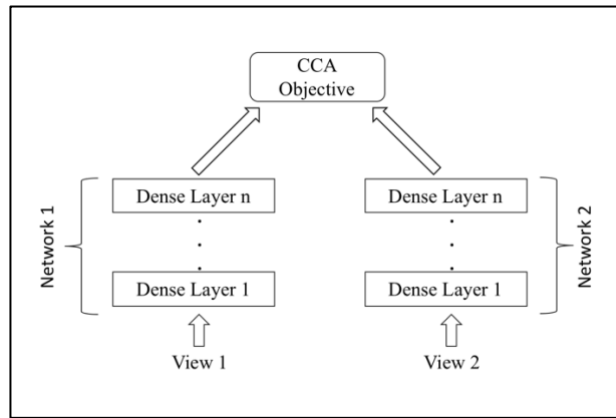 CCA
Objective
Network 1
Dense Layer n
.
.
.
Dense Layer 1
View 1
Dense Layer n
.
.
.
Dense Layer 1
View 2
Network 2